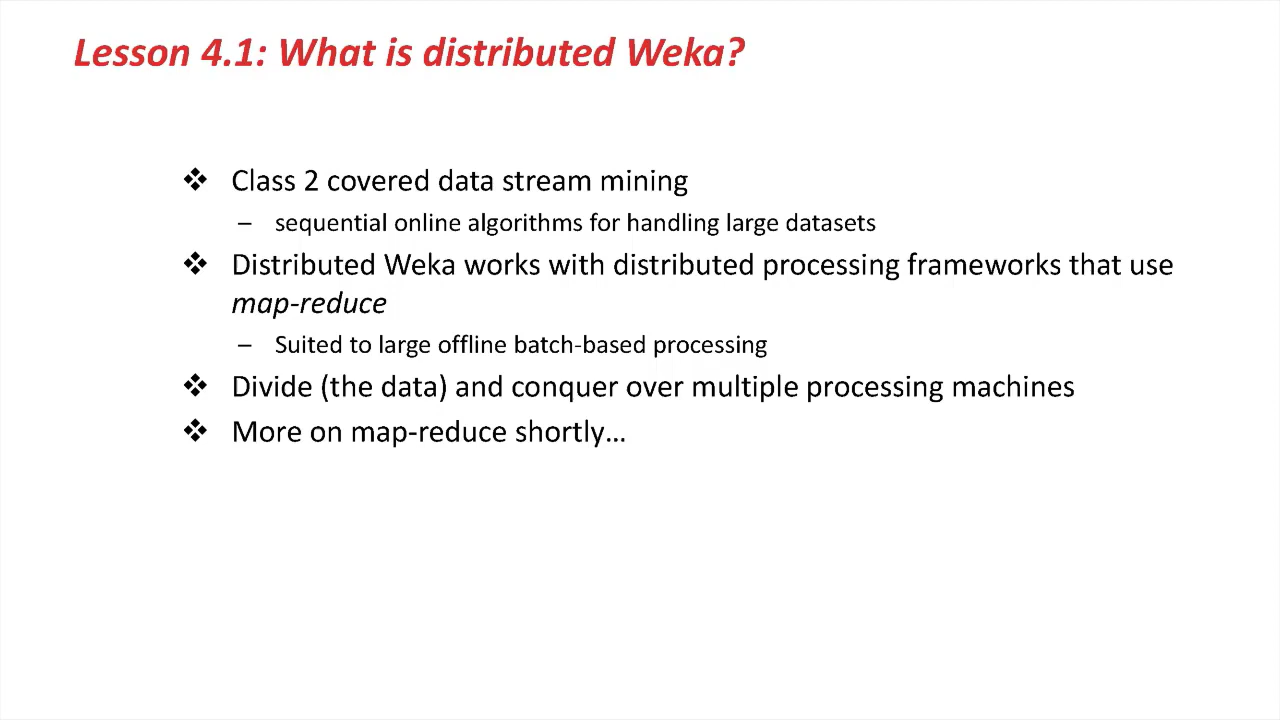 Lesson 4.1: What is distributed Weka?
❖ Class 2 covered data stream mining
– sequential online algorithms for handling large datasets
❖ Distributed Weka works with distributed processing frameworks that use
map-reduce
– Suited to large offline batch-based processing
❖ Divide (the data) and conquer over multiple processing machines
❖ More on map-reduce shortly…